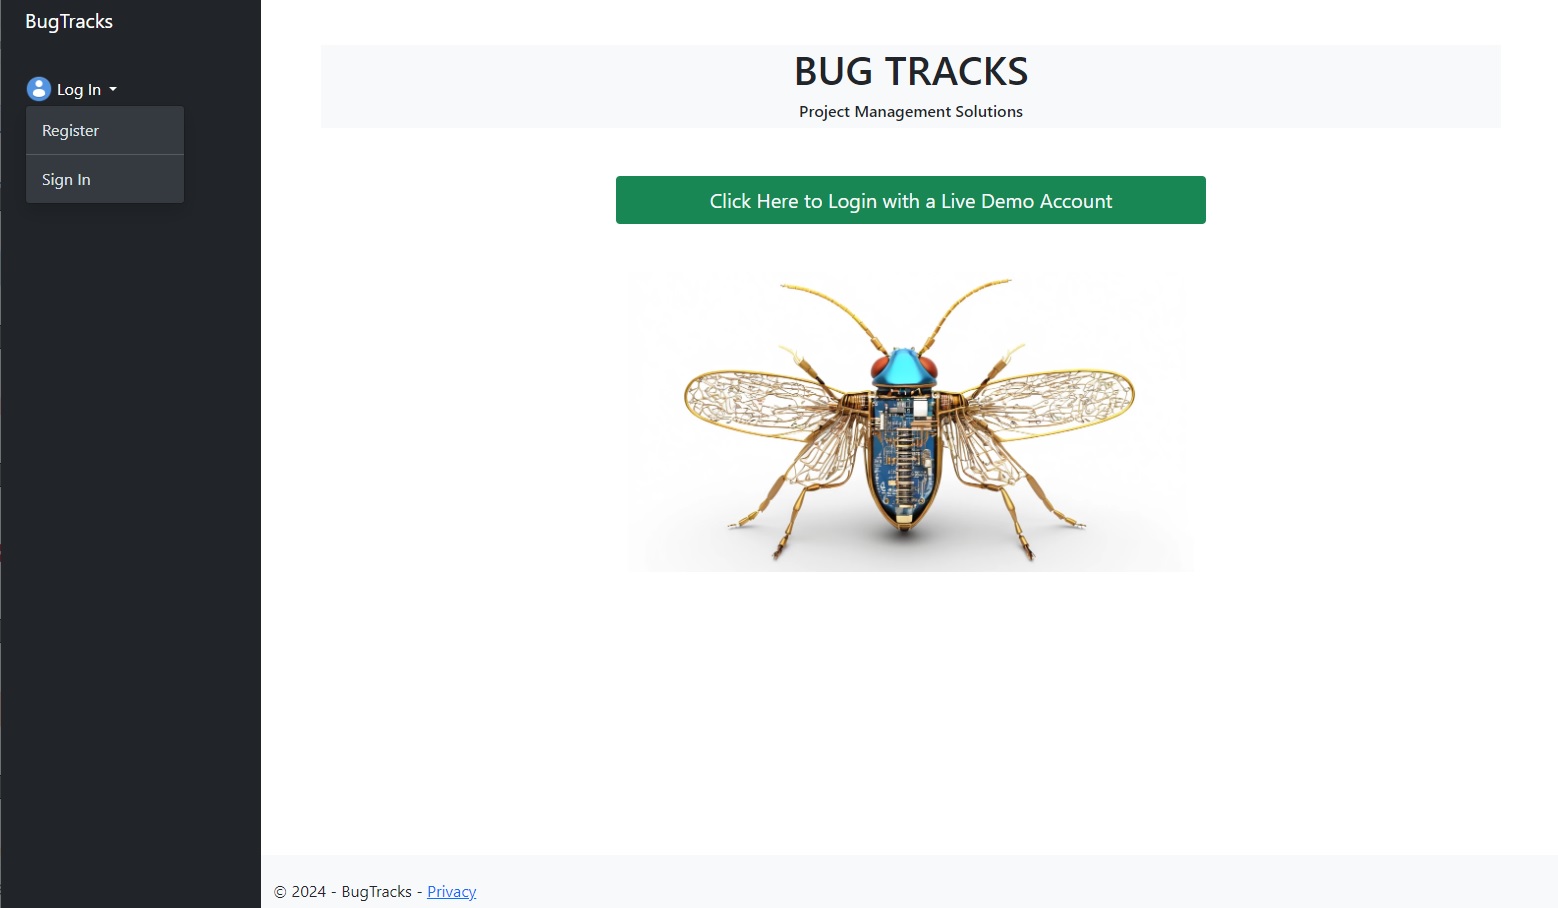 BugTracks
Log In
Register
Sign In
BUG TRACKS
Project Management Solutions
Click Here to Login with a Live Demo Account
© 2024 - BugTracks - Privacy